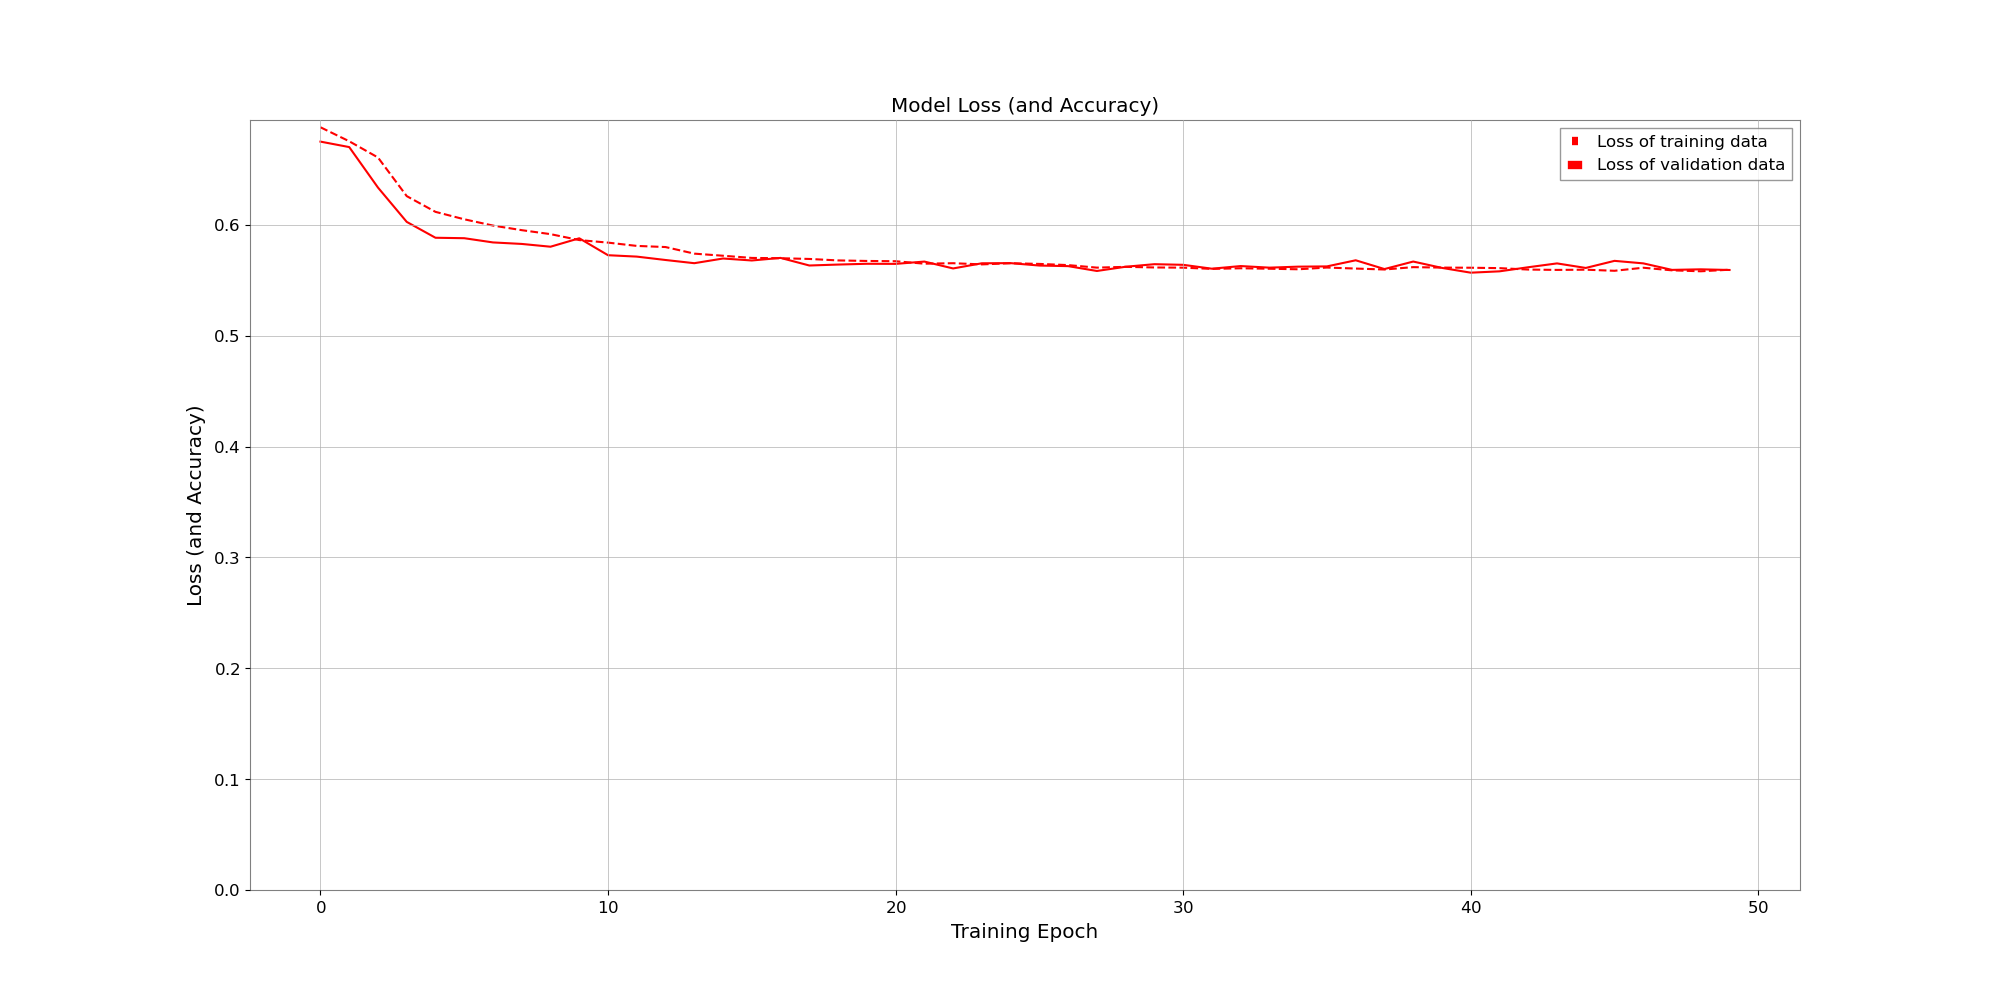 Model Loss (and Accuracy)
Loss of training data
Loss of validation data
Loss (and Accuracy)
0.6
0.5
0.4
0.3
0.2
0.1
0.0
0 10 20 30 40 50
Training Epoch